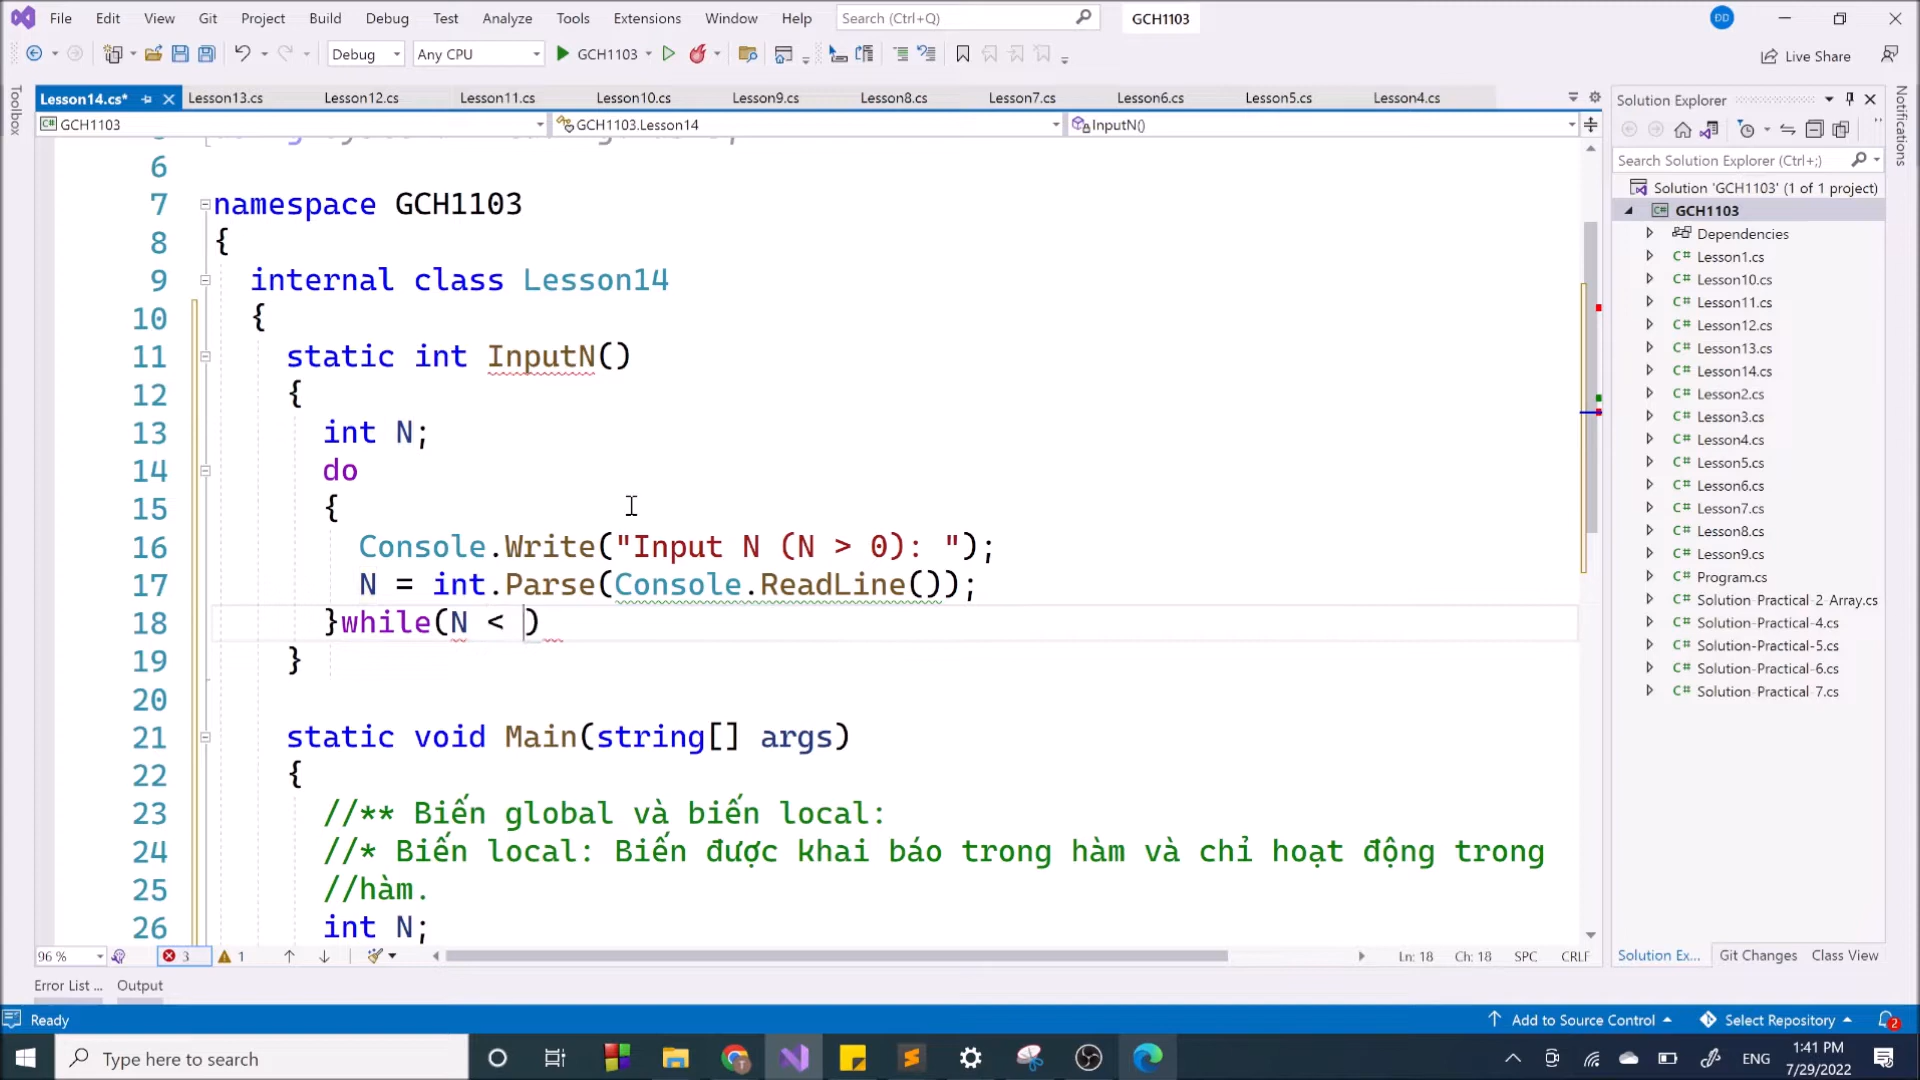 File Edit View Git Project Build Debug Test Analyze Tools Extensions Window Help Search (Ctrl+Q) GCH1103 ĐD
Debug Any CPU GCH1103 Live Share
Lesson14.cs* Lesson13.cs Lesson12.cs Lesson11.cs Lesson10.cs Lesson9.cs Lesson8.cs Lesson7.cs Lesson6.cs Lesson5.cs Lesson4.cs
GCH1103 GCH1103.Lesson14 InputN()
Toolbox
6
7 namespace GCH1103
8 {
9 internal class Lesson14
10 {
11 static int InputN()
12 {
13 int N;
14 do
15 {
16 Console.Write("Input N (N > 0): ");
17 N = int.Parse(Console.ReadLine());
18 }while(N < )
19 }
20
21 static void Main(string[] args)
22 {
23 //** Biến global và biến local:
24 //* Biến local: Biến được khai báo trong hàm và chỉ hoạt động trong
25 //hàm.
26 int N;
96 % 3 1 Ln: 18 Ch: 18 SPC CRLF
Error List ... Output
Solution Explorer
Search Solution Explorer (Ctrl+;)
Solution 'GCH1103' (1 of 1 project)
GCH1103
Dependencies
C# Lesson1.cs
C# Lesson10.cs
C# Lesson11.cs
C# Lesson12.cs
C# Lesson13.cs
C# Lesson14.cs
C# Lesson2.cs
C# Lesson3.cs
C# Lesson4.cs
C# Lesson5.cs
C# Lesson6.cs
C# Lesson7.cs
C# Lesson8.cs
C# Lesson9.cs
C# Program.cs
C# Solution-Practical-2-Array.cs
C# Solution-Practical-4.cs
C# Solution-Practical-5.cs
C# Solution-Practical-6.cs
C# Solution-Practical-7.cs
Solution Ex... Git Changes Class View
Notifications
Ready Add to Source Control Select Repository 2
Type here to search ENG 1:41 PM
7/29/2022